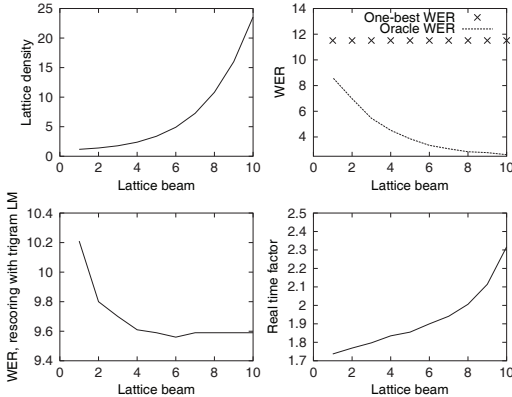 Lattice density
25
20
15
10
5
0
0 2 4 6 8 10
Lattice beam
WER
14
12
10
8
6
4
One-best WER
Oracle WER
0 2 4 6 8 10
Lattice beam
WER, rescoring with trigram LM
10.4
10.2
10
9.8
9.6
9.4
0 2 4 6 8 10
Lattice beam
Real time factor
2.5
2.4
2.3
2.2
2.1
2
1.9
1.8
1.7
0 2 4 6 8 10
Lattice beam